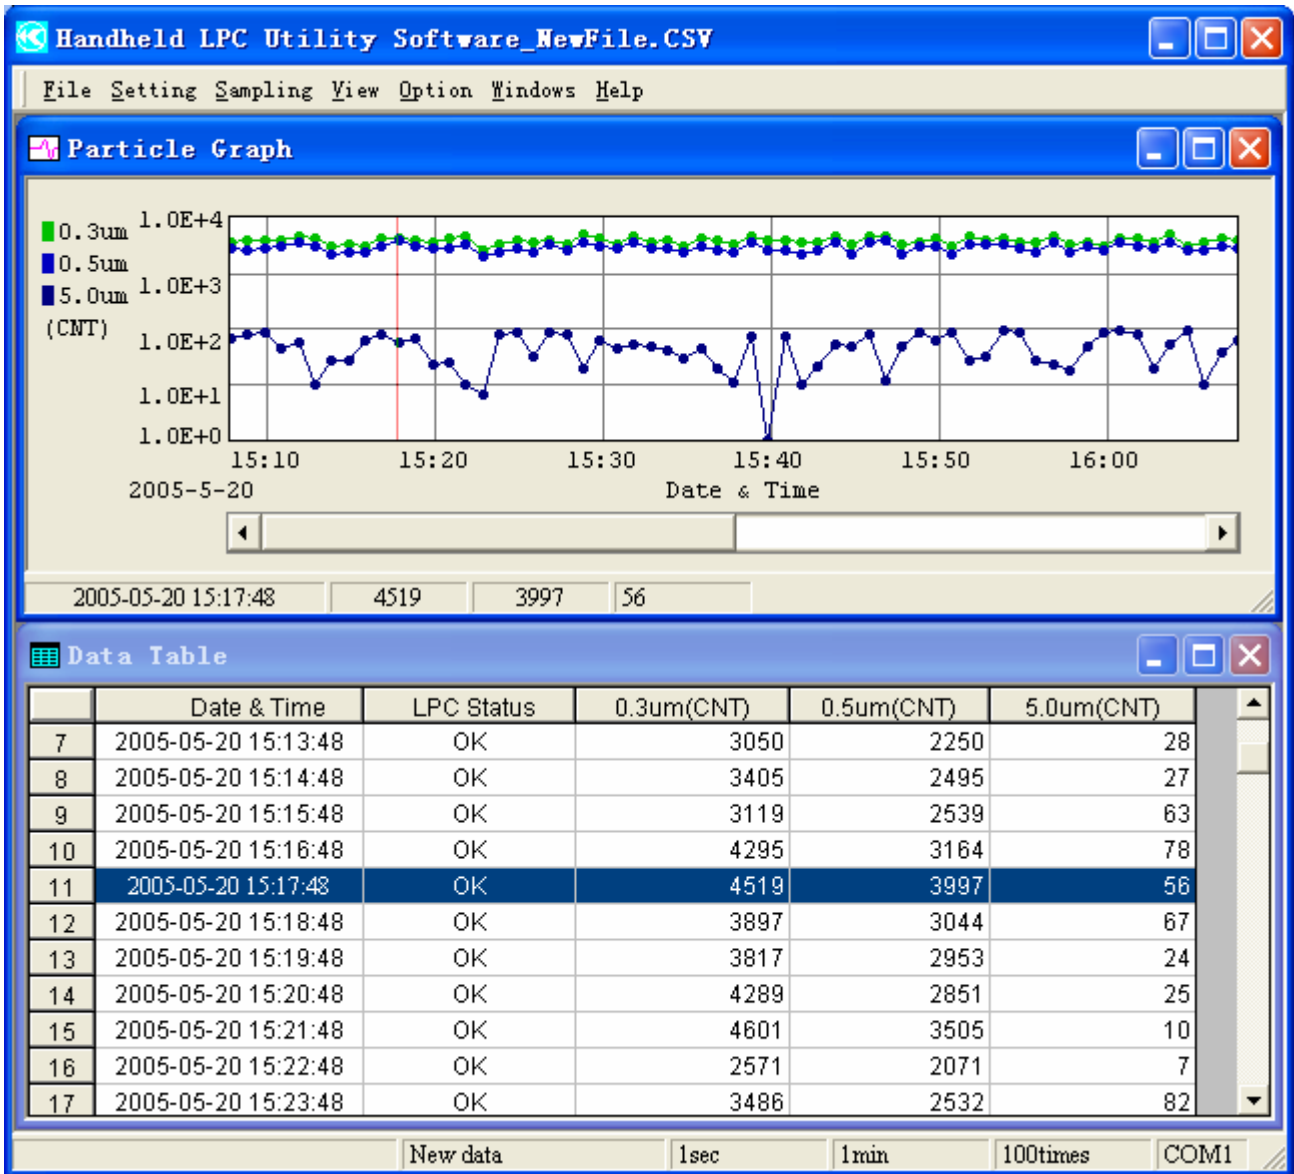 Handheld LPC Utility Software_NewFile.CSV
File Setting Sampling View Option Windows Help
Particle Graph
0.3um
0.5um
5.0um
(CNT)
1.0E+4
1.0E+3
1.0E+2
1.0E+1
1.0E+0
15:10 15:20 15:30 15:40 15:50 16:00
2005-5-20 Date & Time
2005-05-20 15:17:48 4519 3997 56
Data Table
Date & Time LPC Status 0.3um(CNT) 0.5um(CNT) 5.0um(CNT)
7 2005-05-20 15:13:48 OK 3050 2250 28
8 2005-05-20 15:14:48 OK 3405 2495 27
9 2005-05-20 15:15:48 OK 3119 2539 63
10 2005-05-20 15:16:48 OK 4295 3164 78
11 2005-05-20 15:17:48 OK 4519 3997 56
12 2005-05-20 15:18:48 OK 3897 3044 67
13 2005-05-20 15:19:48 OK 3817 2953 24
14 2005-05-20 15:20:48 OK 4289 2851 25
15 2005-05-20 15:21:48 OK 4601 3505 10
16 2005-05-20 15:22:48 OK 2571 2071 7
17 2005-05-20 15:23:48 OK 3486 2532 82
New data 1sec 1min 100times COM1